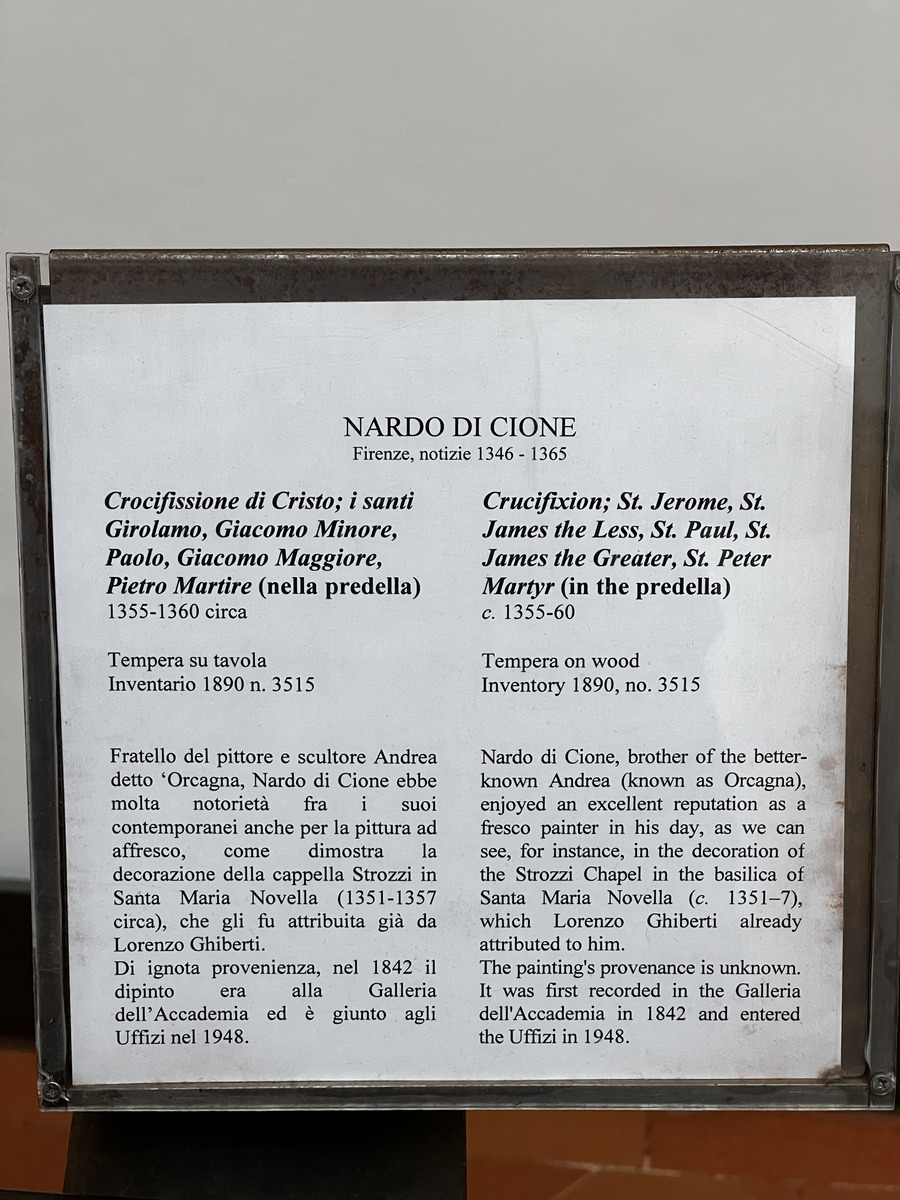 NARDO DI CIONE
Firenze, notizie 1346 - 1365
Crocifissione di Cristo; i santi
Girolamo, Giacomo Minore,
Paolo, Giacomo Maggiore,
Pietro Martire (nella predella)
1355-1360 circa
Tempera su tavola
Inventario 1890 n. 3515
Fratello del pittore e scultore Andrea
detto ‘Orcagna, Nardo di Cione ebbe
molta notorietà fra i suoi
contemporanei anche per la pittura ad
affresco, come dimostra la
decorazione della cappella Strozzi in
Santa Maria Novella (1351-1357
circa), che gli fu attribuita già da
Lorenzo Ghiberti.
Di ignota provenienza, nel 1842 il
dipinto era alla Galleria
dell’Accademia ed è giunto agli
Uffizi nel 1948.
Crucifixion; St. Jerome, St.
James the Less, St. Paul, St.
James the Greater, St. Peter
Martyr (in the predella)
c. 1355-60
Tempera on wood
Inventory 1890, no. 3515
Nardo di Cione, brother of the better-
known Andrea (known as Orcagna),
enjoyed an excellent reputation as a
fresco painter in his day, as we can
see, for instance, in the decoration of
the Strozzi Chapel in the basilica of
Santa Maria Novella (c. 1351–7),
which Lorenzo Ghiberti already
attributed to him.
The painting's provenance is unknown.
It was first recorded in the Galleria
dell'Accademia in 1842 and entered
the Uffizi in 1948.